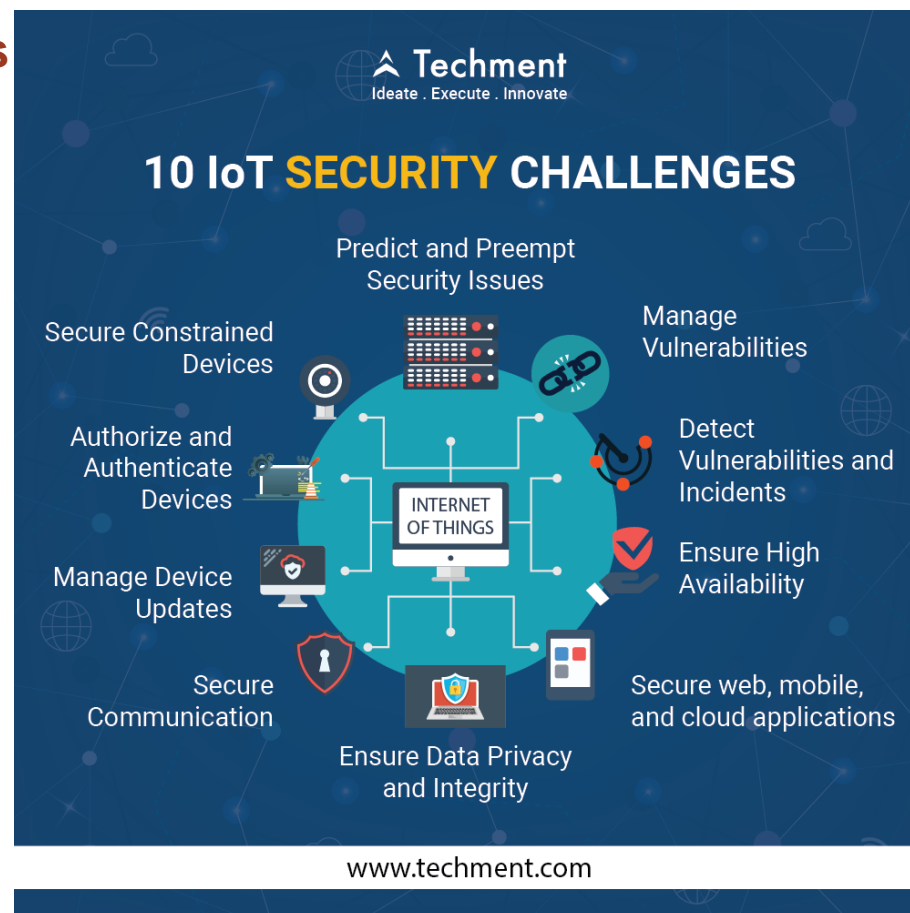 s
Techment
Ideate . Execute . Innovate
10 IoT SECURITY CHALLENGES
Predict and Preempt
Security Issues
Manage
Vulnerabilities
Detect
Vulnerabilities and
Incidents
Ensure High
Availability
Secure web, mobile,
and cloud applications
Ensure Data Privacy
and Integrity
Secure
Communication
Manage Device
Updates
Authorize and
Authenticate
Devices
Secure Constrained
Devices
INTERNET
OF THINGS
www.techment.com